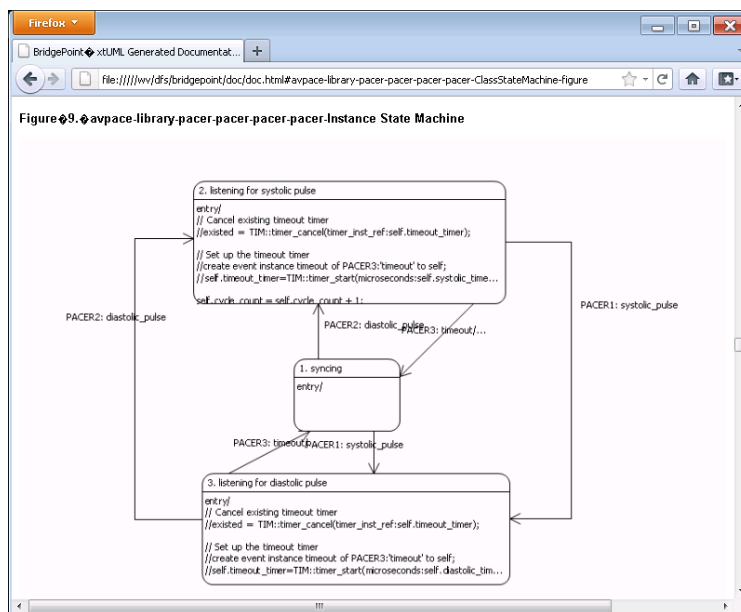 Firefox
BridgePoint� xtUML Generated Documentat...
file://///wv/dfs/bridgepoint/doc/doc.html#avpace-library-pacer-pacer-pacer-pacer-ClassStateMachine-figure
Figure�9.�avpace-library-pacer-pacer-pacer-pacer-Instance State Machine
2. listening for systolic pulse
entry/
// Cancel existing timeout timer
//existed = TIM::timer_cancel(timer_inst_ref:self.timeout_timer);
// Set up the timeout timer
//create event instance timeout of PACER3:'timeout' to self;
//self.timeout_timer=TIM::timer_start(microseconds:self.systolic_time...
self.cycle_count = self.cycle_count + 1;
PACER1: systolic_pulse
PACER2: diastolic_pulse
PACER2: diastolic_pulse
PACER3: timeout/...
1. syncing
entry/
PACER3: timeout/
PACER1: systolic_pulse
3. listening for diastolic pulse
entry/
// Cancel existing timeout timer
//existed = TIM::timer_cancel(timer_inst_ref:self.timeout_timer);
// Set up the timeout timer
//create event instance timeout of PACER3:'timeout' to self;
//self.timeout_timer=TIM::timer_start(microseconds:self.diastolic_tim...